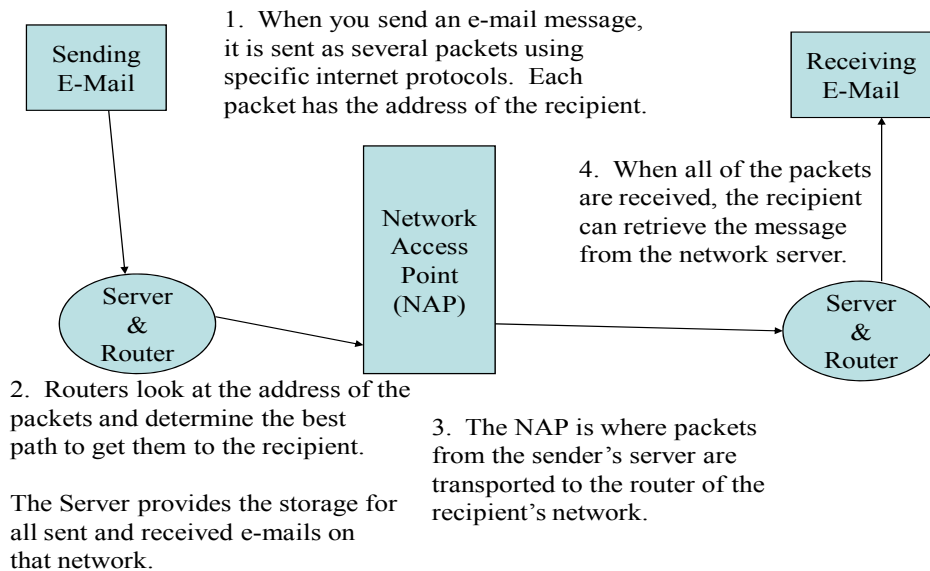 Sending
E-Mail
1.  When you send an e-mail message,
it is sent as several packets using
specific internet protocols.  Each
packet has the address of the recipient.
Receiving
E-Mail
Network
Access
Point
(NAP)
4.  When all of the packets
are received, the recipient
can retrieve the message
from the network server.
Server
&
Router
Server
&
Router
2.  Routers look at the address of the
packets and determine the best
path to get them to the recipient.
The Server provides the storage for
all sent and received e-mails on
that network.
3.  The NAP is where packets
from the sender’s server are
transported to the router of the
recipient’s network.